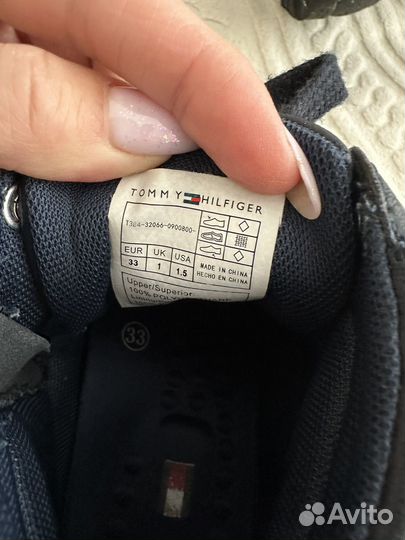 TOMMY HILFIGER
T3B4-32066-0900800-
EUR UK USA
33 1 1.5
MADE IN CHINA
HECHO EN CHINA
Upper/Superior
100% POLY
33
Avito